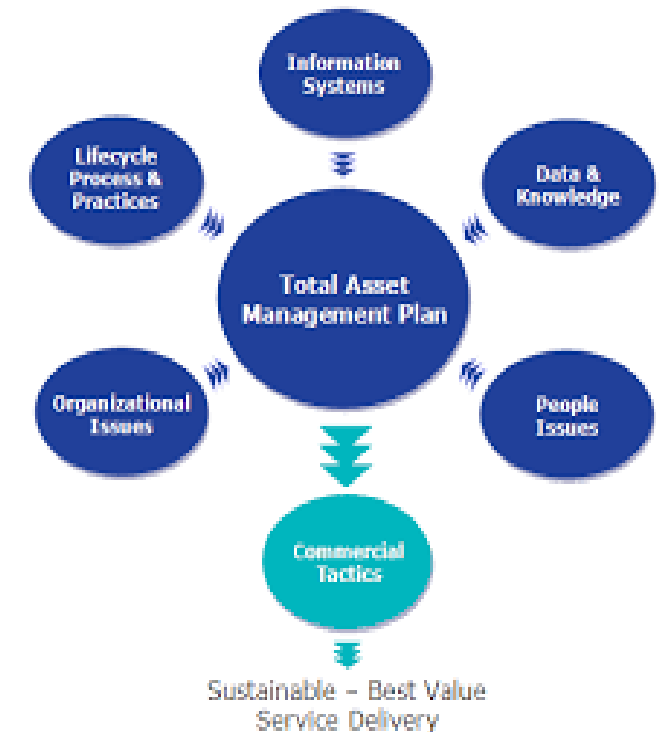 Information
Systems
Lifecycle
Process &
Practices
Data &
Knowledge
Total Asset
Management Plan
Organizational
Issues
People
Issues
Commercial
Tactics
Sustainable – Best Value
Service Delivery